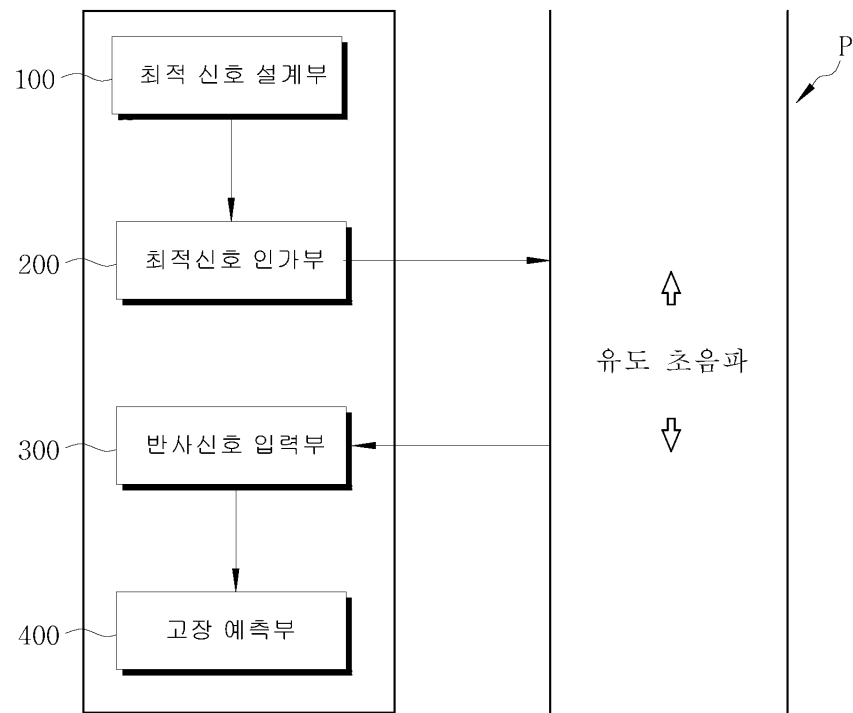 P
100 최적 신호 설계부
200 최적신호 인가부
유도 초음파
300 반사신호 입력부
400 고장 예측부